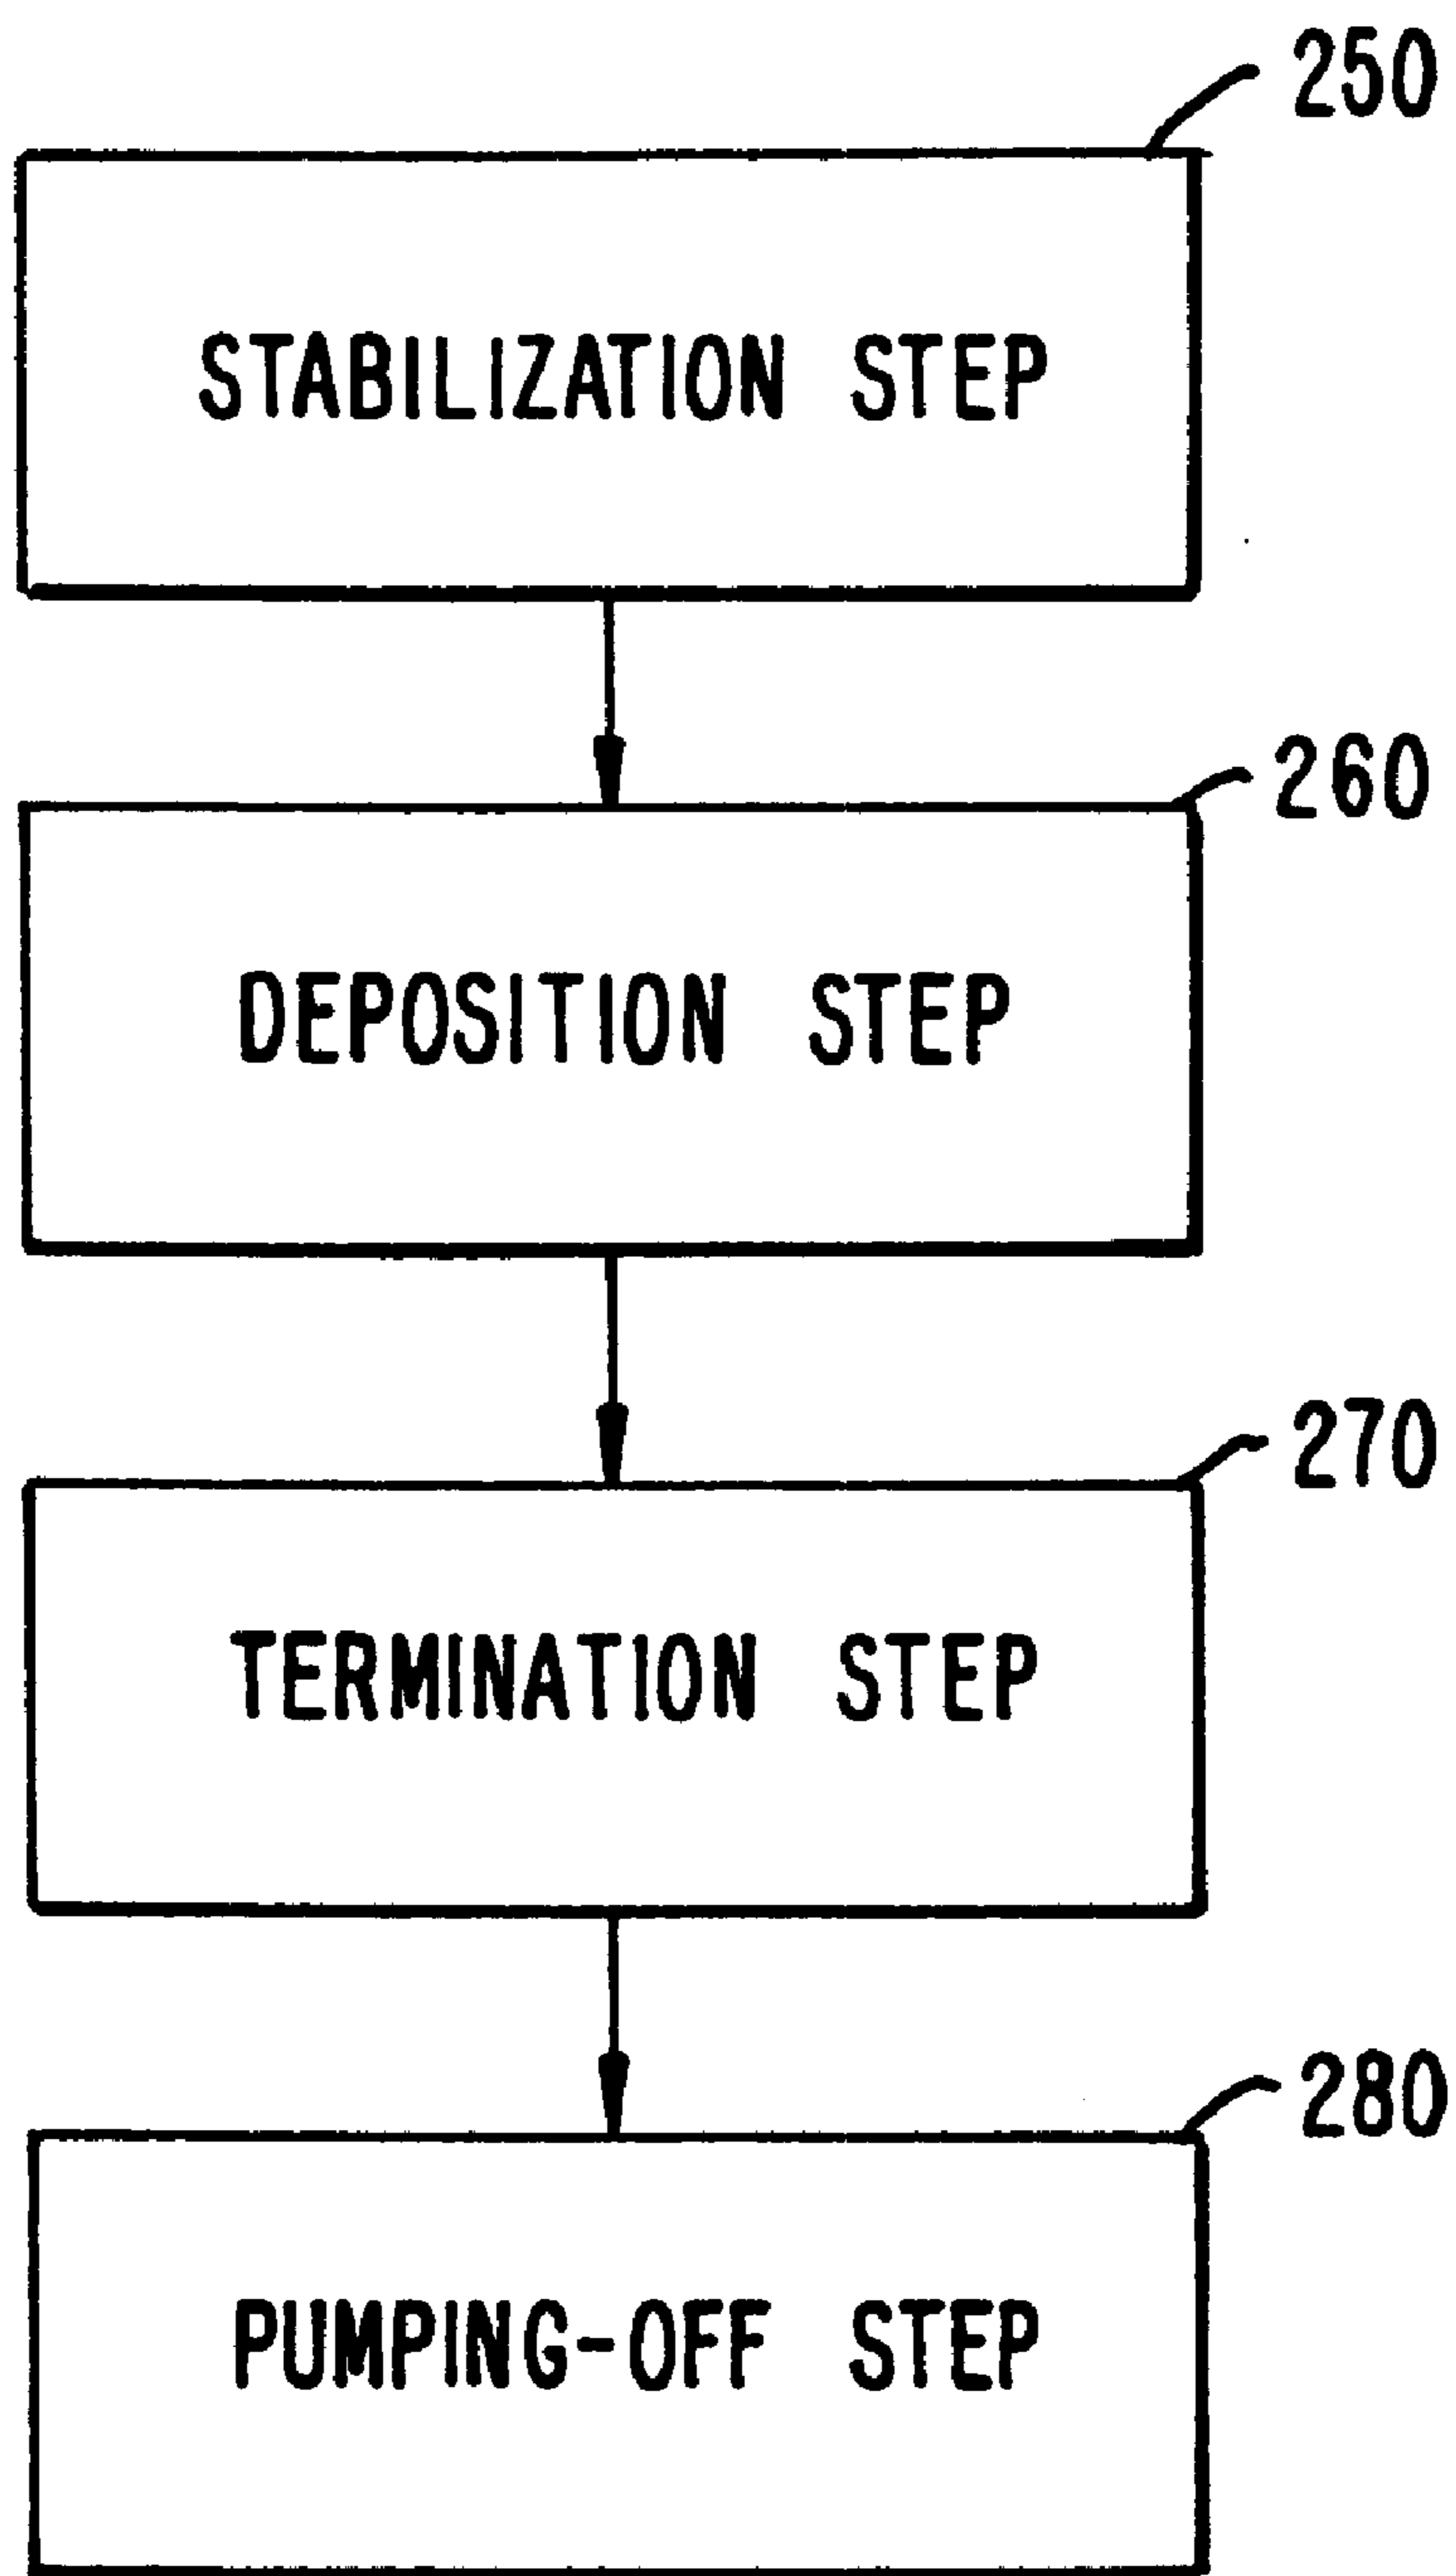 250
STABILIZATION STEP
260
DEPOSITION STEP
270
TERMINATION STEP
280
PUMPING-OFF STEP